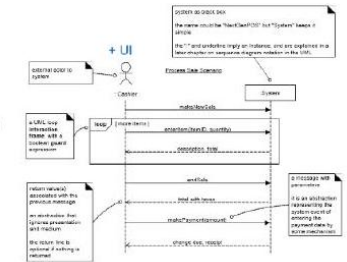 system as black box
the name could be "NextGenPOS" but "System" keeps it
simple
the ":" and underline imply an instance, and are explained in a
later chapter on sequence diagram notation in the UML
+ UI
external actor to
system
Process Sale Scenario
: Cashier
: System
makeNewSale
a UML loop
interaction
frame, with a
boolean guard
expression
loop
[ more items ]
enterItem(itemID, quantity)
description, total
endSale
return value(s)
associated with the
previous message
an abstraction that
ignores presentation
and medium
the return line is
optional if nothing is
returned
total with taxes
makePayment(amount)
change due, receipt
a message with
parameters
it is an abstraction
representing the
system event of
entering the
payment data by
some mechanism